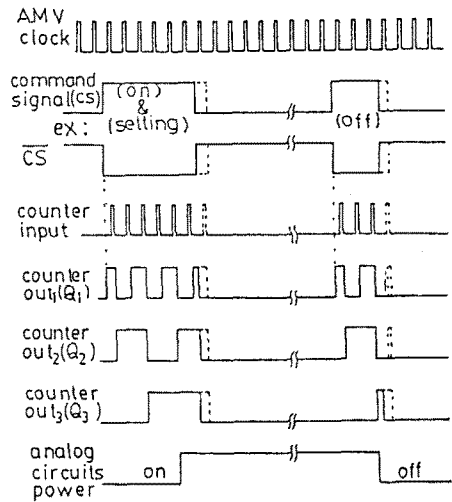 AMV
clock
command
signal(cs)
(on)
&
(setting)
(off)
ex:
CS
counter
input
counter
out₁(Q₁)
counter
out₂(Q₂)
counter
out₃(Q₃)
analog
circuits
power
on
off